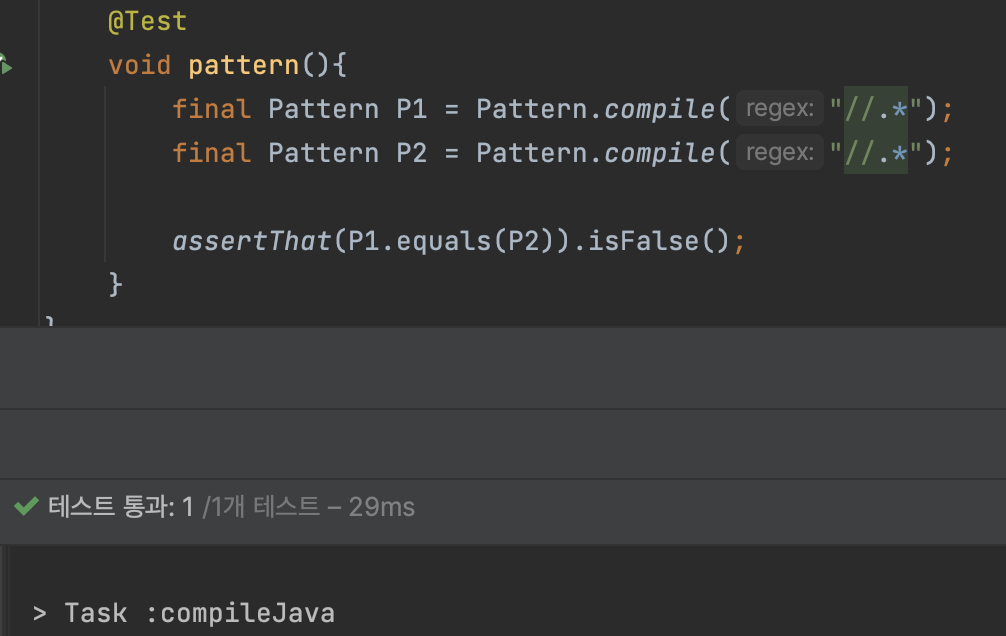 @Test
void pattern(){
final Pattern P1 = Pattern.compile( regex: "//.*");
final Pattern P2 = Pattern.compile( regex: "//.*");
assertThat(P1.equals(P2)).isFalse();
}
}
테스트 통과: 1 /1개 테스트 – 29ms
> Task :compileJava